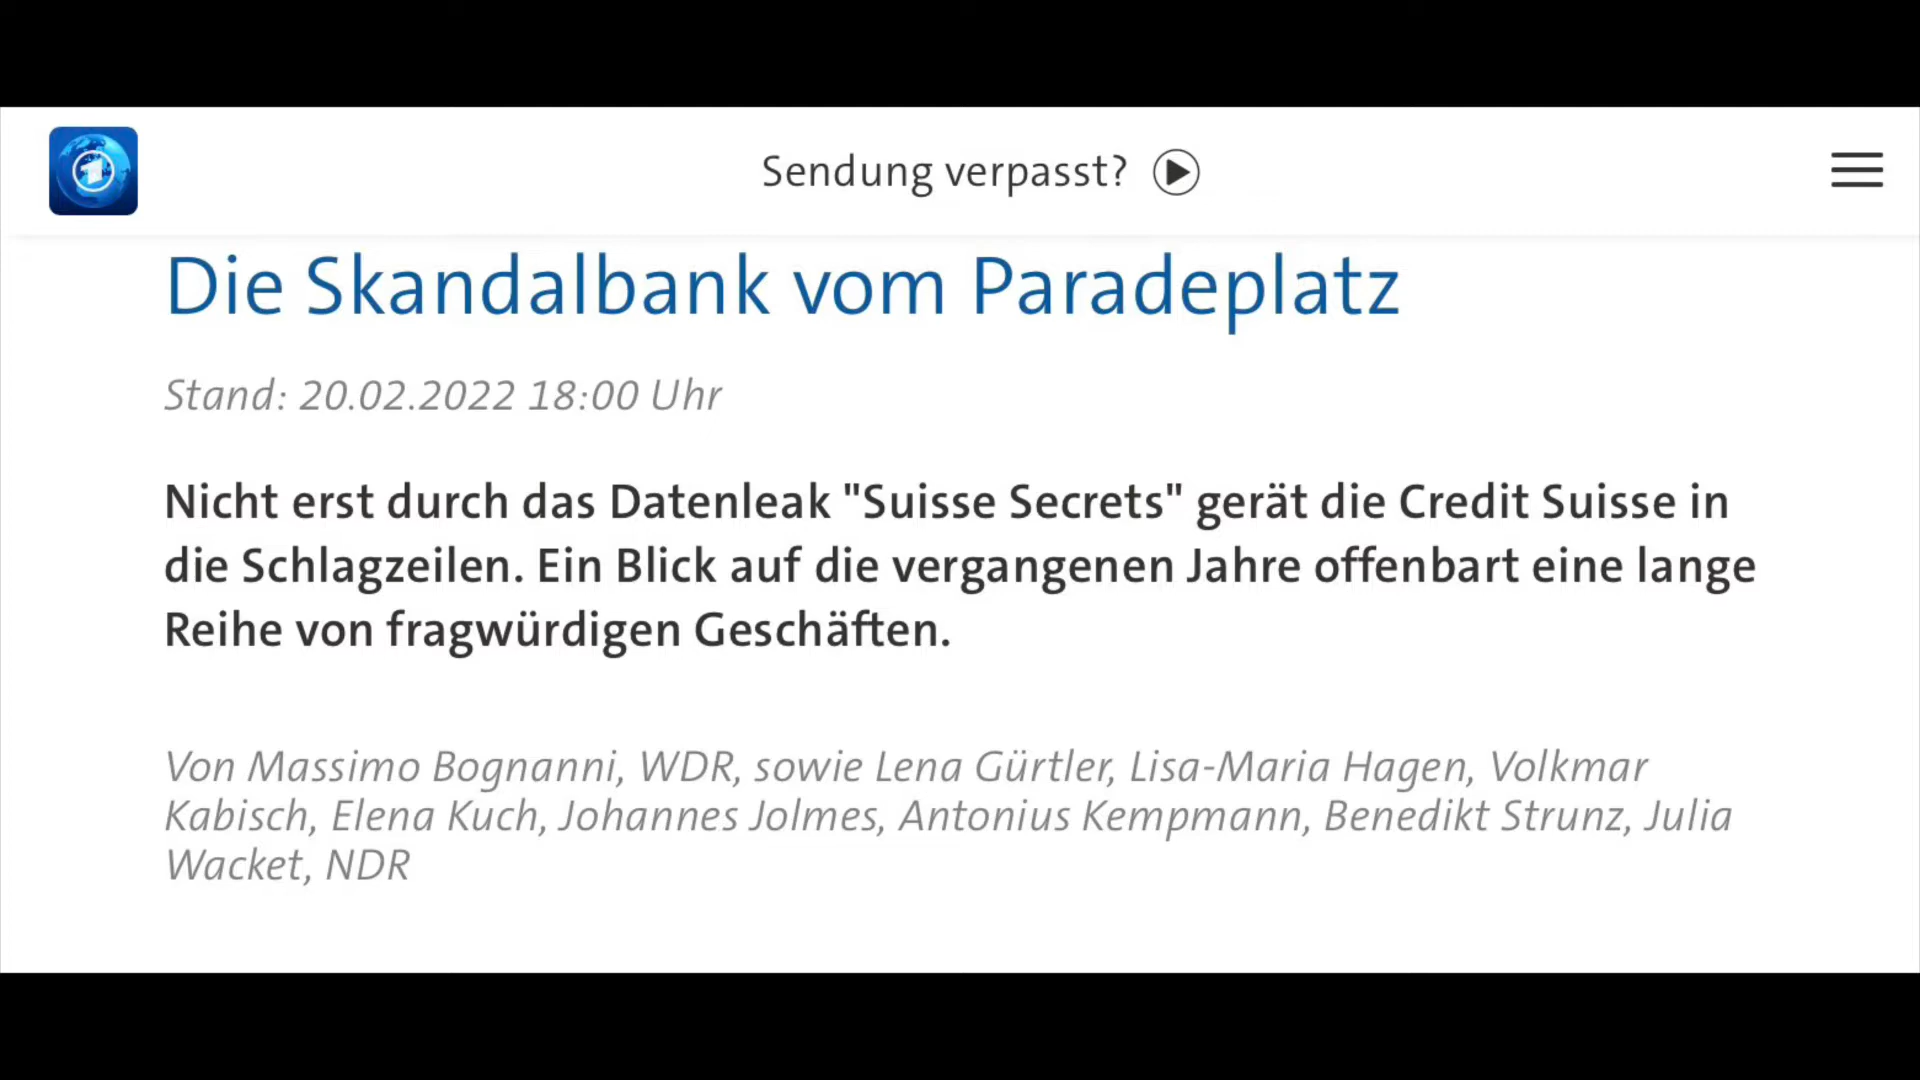 Sendung verpasst?
Die Skandalbank vom Paradeplatz
Stand: 20.02.2022 18:00 Uhr
Nicht erst durch das Datenleak "Suisse Secrets" gerät die Credit Suisse in
die Schlagzeilen. Ein Blick auf die vergangenen Jahre offenbart eine lange
Reihe von fragwürdigen Geschäften.
Von Massimo Bognanni, WDR, sowie Lena Gürtler, Lisa-Maria Hagen, Volkmar
Kabisch, Elena Kuch, Johannes Jolmes, Antonius Kempmann, Benedikt Strunz, Julia
Wacket, NDR